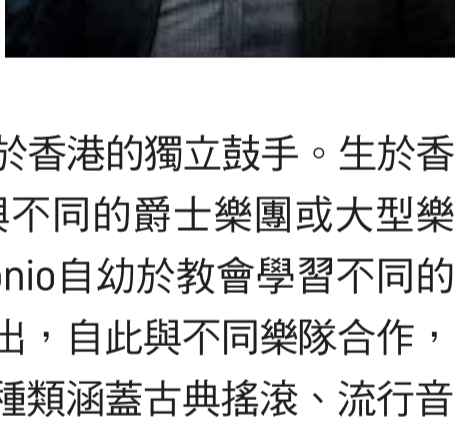 於香港的獨立鼓手。生於香
與不同的爵士樂團或大型樂
onio自幼於教會學習不同的
出，自此與不同樂隊合作，
種類涵蓋古典搖滾、流行音